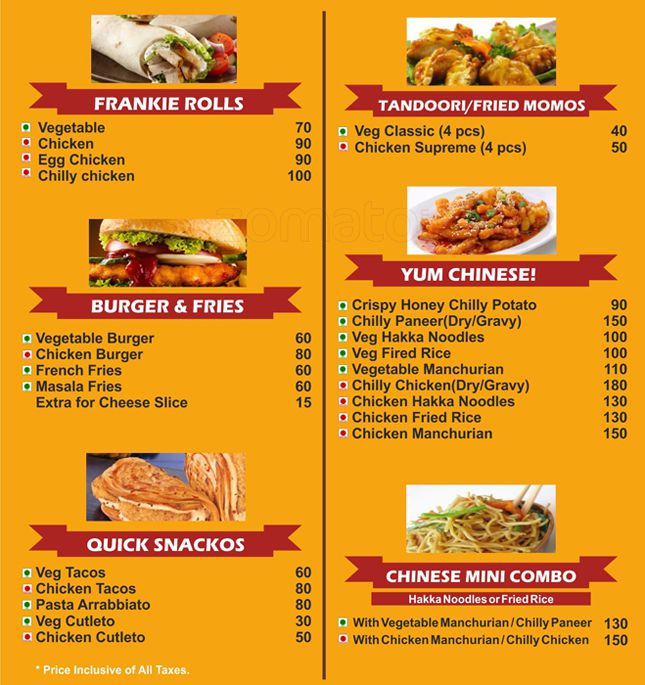 FRANKIE ROLLS
Vegetable 70
Chicken 90
Egg Chicken 90
Chilly chicken 100
BURGER & FRIES
Vegetable Burger 60
Chicken Burger 80
French Fries 60
Masala Fries 60
Extra for Cheese Slice 15
QUICK SNACKOS
Veg Tacos 60
Chicken Tacos 80
Pasta Arrabbiato 80
Veg Cutleto 30
Chicken Cutleto 50
* Price Inclusive of All Taxes.
TANDOORI/FRIED MOMOS
Veg Classic (4 pcs) 40
Chicken Supreme (4 pcs) 50
zomato
YUM CHINESE!
Crispy Honey Chilly Potato 90
Chilly Paneer(Dry/Gravy) 150
Veg Hakka Noodles 100
Veg Fired Rice 100
Vegetable Manchurian 110
Chilly Chicken(Dry/Gravy) 180
Chicken Hakka Noodles 130
Chicken Fried Rice 130
Chicken Manchurian 150
CHINESE MINI COMBO
Hakka Noodles or Fried Rice
With Vegetable Manchurian / Chilly Paneer 130
With Chicken Manchurian / Chilly Chicken 150